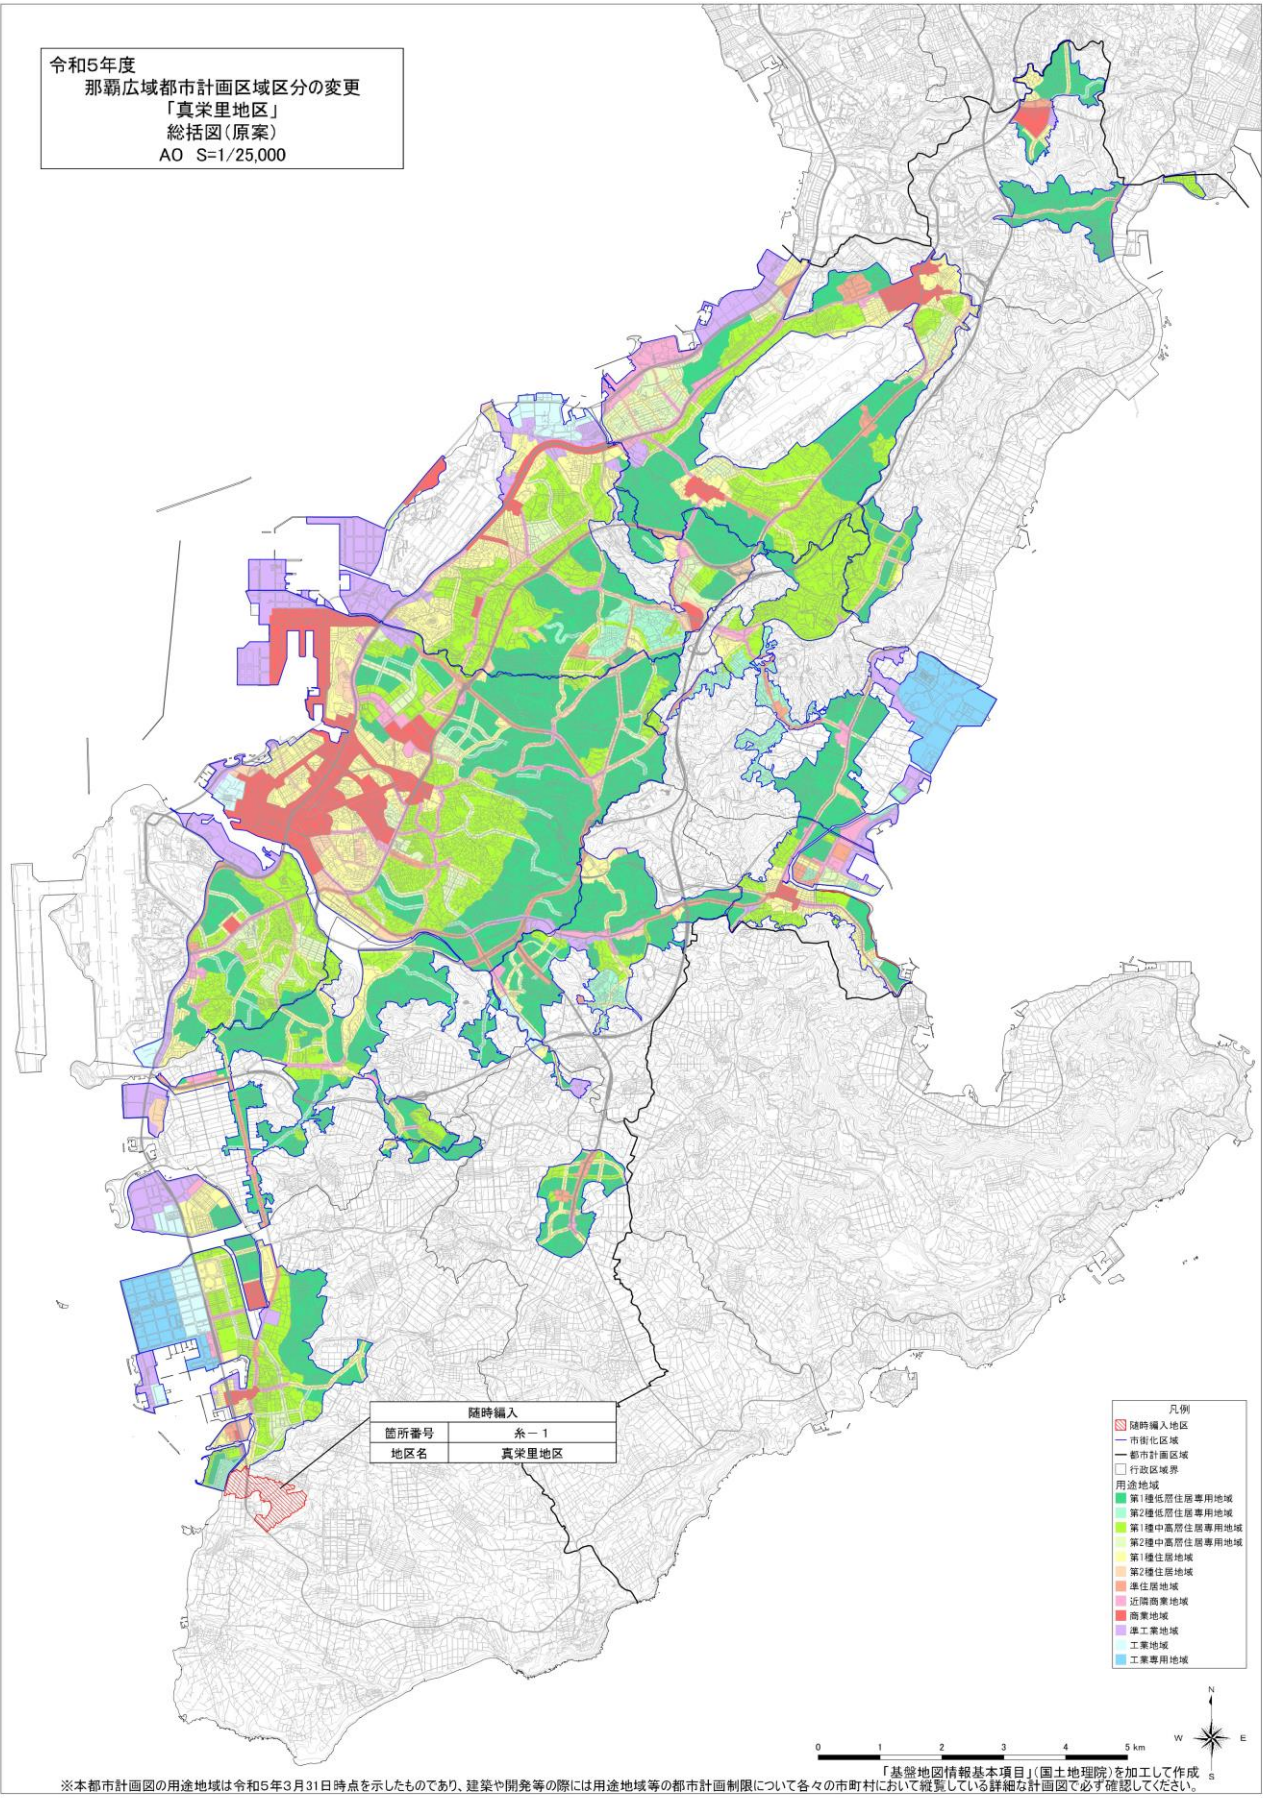 令和5年度
那覇広域都市計画区域区分の変更
「真栄里地区」
総括図(原案)
A0 S=1/25,000
随時編入
箇所番号 糸－1
地区名 真栄里地区
凡例
随時編入地区
市街化区域
都市計画区域
行政区域界
用途地域
第1種低層住居専用地域
第2種低層住居専用地域
第1種中高層住居専用地域
第2種中高層住居専用地域
第1種住居地域
第2種住居地域
準住居地域
近隣商業地域
商業地域
準工業地域
工業地域
工業専用地域
N
W E
S
0 1 2 3 4 5 km
「基盤地図情報基本項目」(国土地理院)を加工して作成
※本都市計画図の用途地域は令和5年3月31日時点を示したものであり、建築や開発等の際には用途地域等の都市計画制限について各々の市町村において縦覧している詳細な計画図で必ず確認してください。